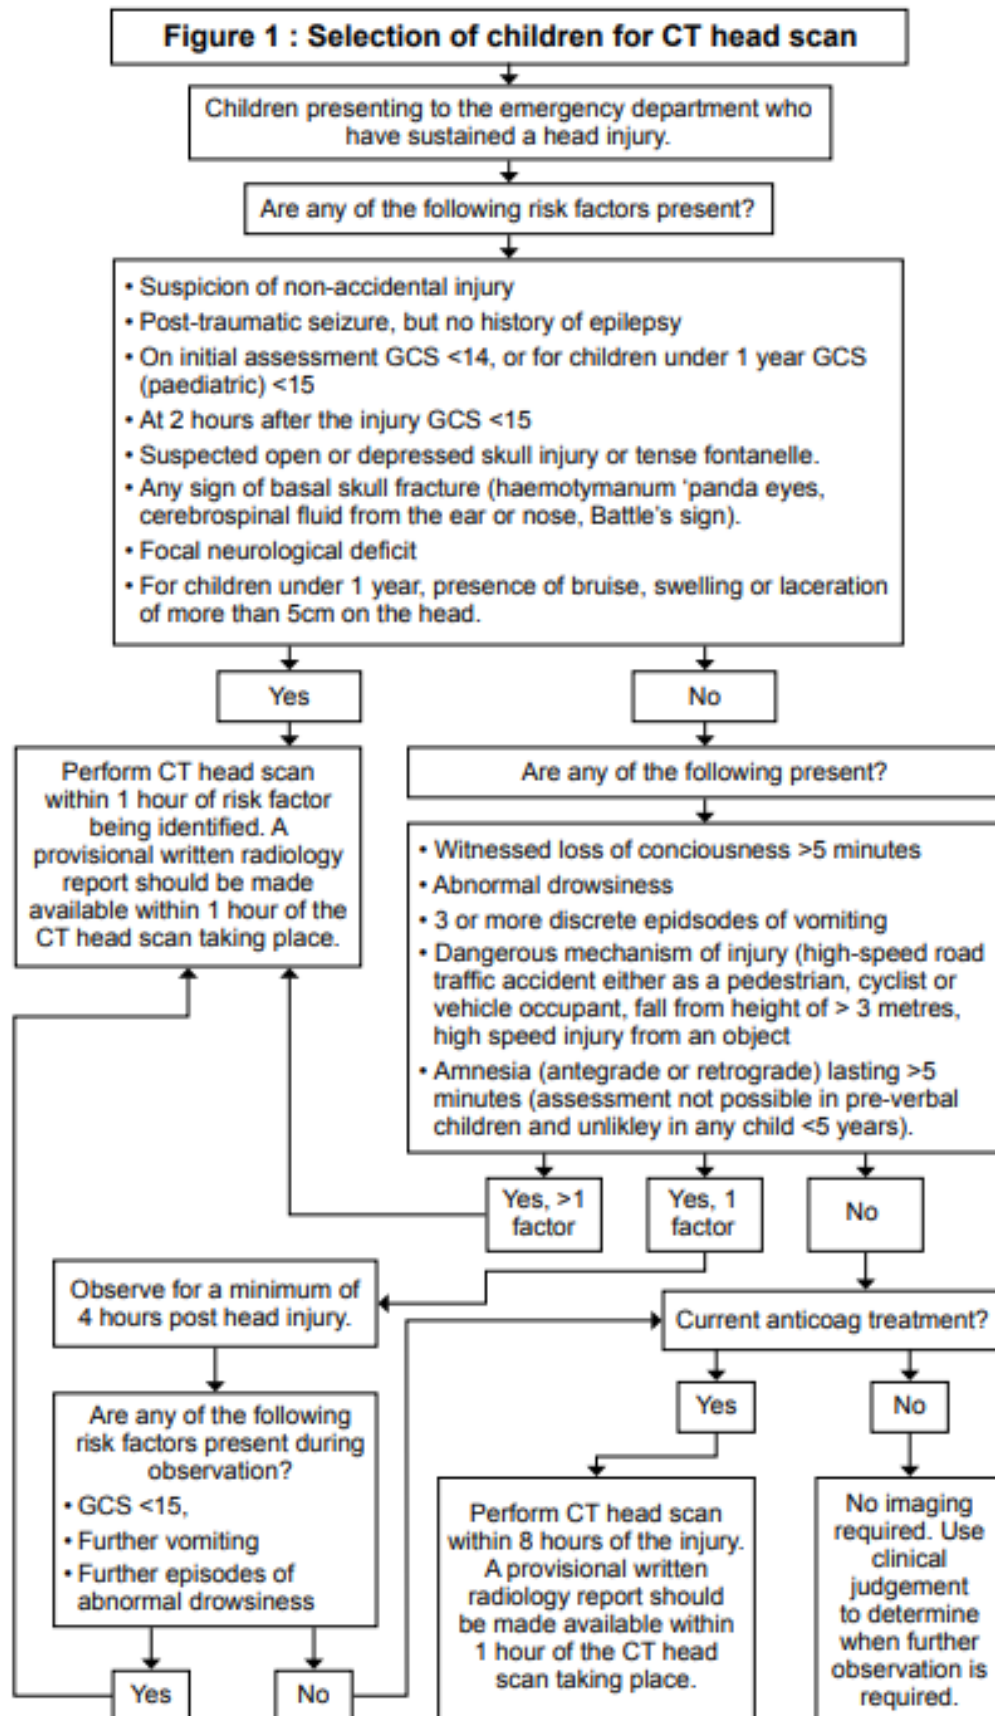 Figure 1 : Selection of children for CT head scan
Children presenting to the emergency department who
have sustained a head injury.
Are any of the following risk factors present?
• Suspicion of non-accidental injury
• Post-traumatic seizure, but no history of epilepsy
• On initial assessment GCS <14, or for children under 1 year GCS
(paediatric) <15
• At 2 hours after the injury GCS <15
• Suspected open or depressed skull injury or tense fontanelle.
• Any sign of basal skull fracture (haemotymanum ‘panda eyes,
cerebrospinal fluid from the ear or nose, Battle's sign).
• Focal neurological deficit
• For children under 1 year, presence of bruise, swelling or laceration
of more than 5cm on the head.
Yes
No
Perform CT head scan
within 1 hour of risk factor
being identified. A
provisional written radiology
report should be made
available within 1 hour of the
CT head scan taking place.
Are any of the following present?
• Witnessed loss of conciousness >5 minutes
• Abnormal drowsiness
• 3 or more discrete epidsodes of vomiting
• Dangerous mechanism of injury (high-speed road
traffic accident either as a pedestrian, cyclist or
vehicle occupant, fall from height of > 3 metres,
high speed injury from an object
• Amnesia (antegrade or retrograde) lasting >5
minutes (assessment not possible in pre-verbal
children and unlikley in any child <5 years).
Yes, >1
factor
Yes, 1
factor
No
Observe for a minimum of
4 hours post head injury.
Current anticoag treatment?
Yes
No
Are any of the following
risk factors present during
observation?
• GCS <15,
• Further vomiting
• Further episodes of
abnormal drowsiness
Yes
No
Perform CT head scan
within 8 hours of the injury.
A provisional written
radiology report should
be made available within
1 hour of the CT head
scan taking place.
No imaging
required. Use
clinical
judgement
to determine
when further
observation is
required.